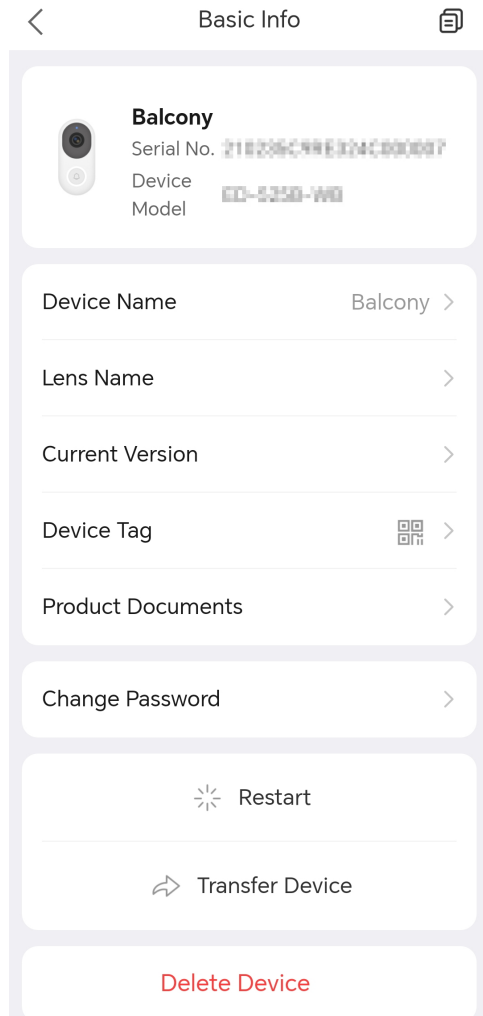 Basic Info
Balcony
Serial No.
Device
Model
Device Name Balcony
Lens Name
Current Version
Device Tag
Product Documents
Change Password
Restart
Transfer Device
Delete Device